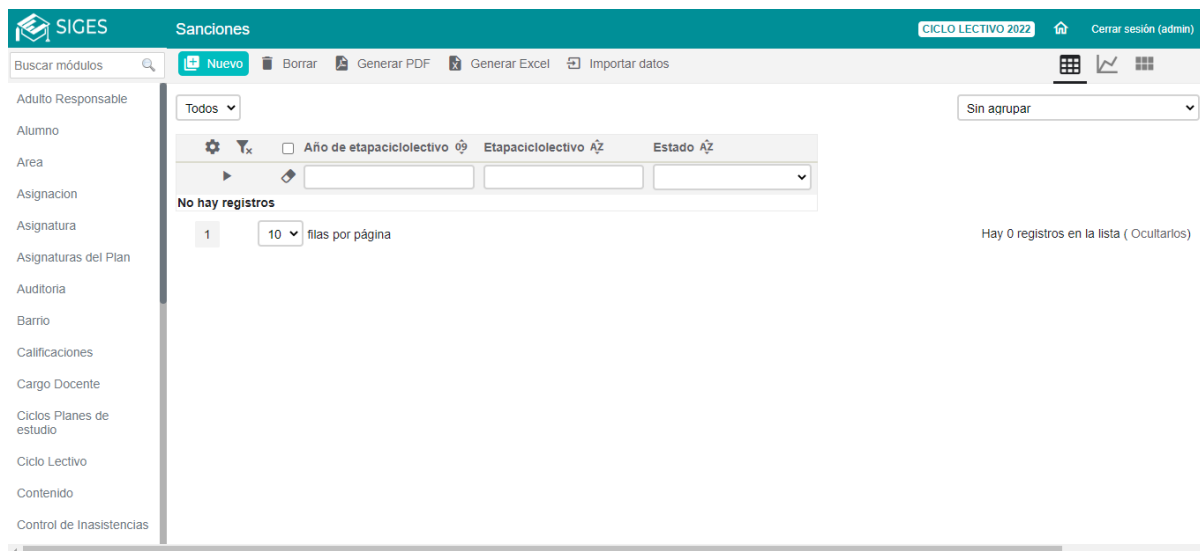 SIGES
Sanciones
CICLO LECTIVO 2022 Cerrar sesión (admin)
Buscar módulos
Nuevo Borrar Generar PDF Generar Excel Importar datos
Adulto Responsable
Alumno
Area
Asignacion
Asignatura
Asignaturas del Plan
Auditoria
Barrio
Calificaciones
Cargo Docente
Ciclos Planes de
estudio
Ciclo Lectivo
Contenido
Control de Inasistencias
Todos Sin agrupar
Año de etapaciclolectivo 09 Etapaciclolectivo AZ Estado AZ
No hay registros
1 10 filas por página Hay 0 registros en la lista ( Ocultarlos)